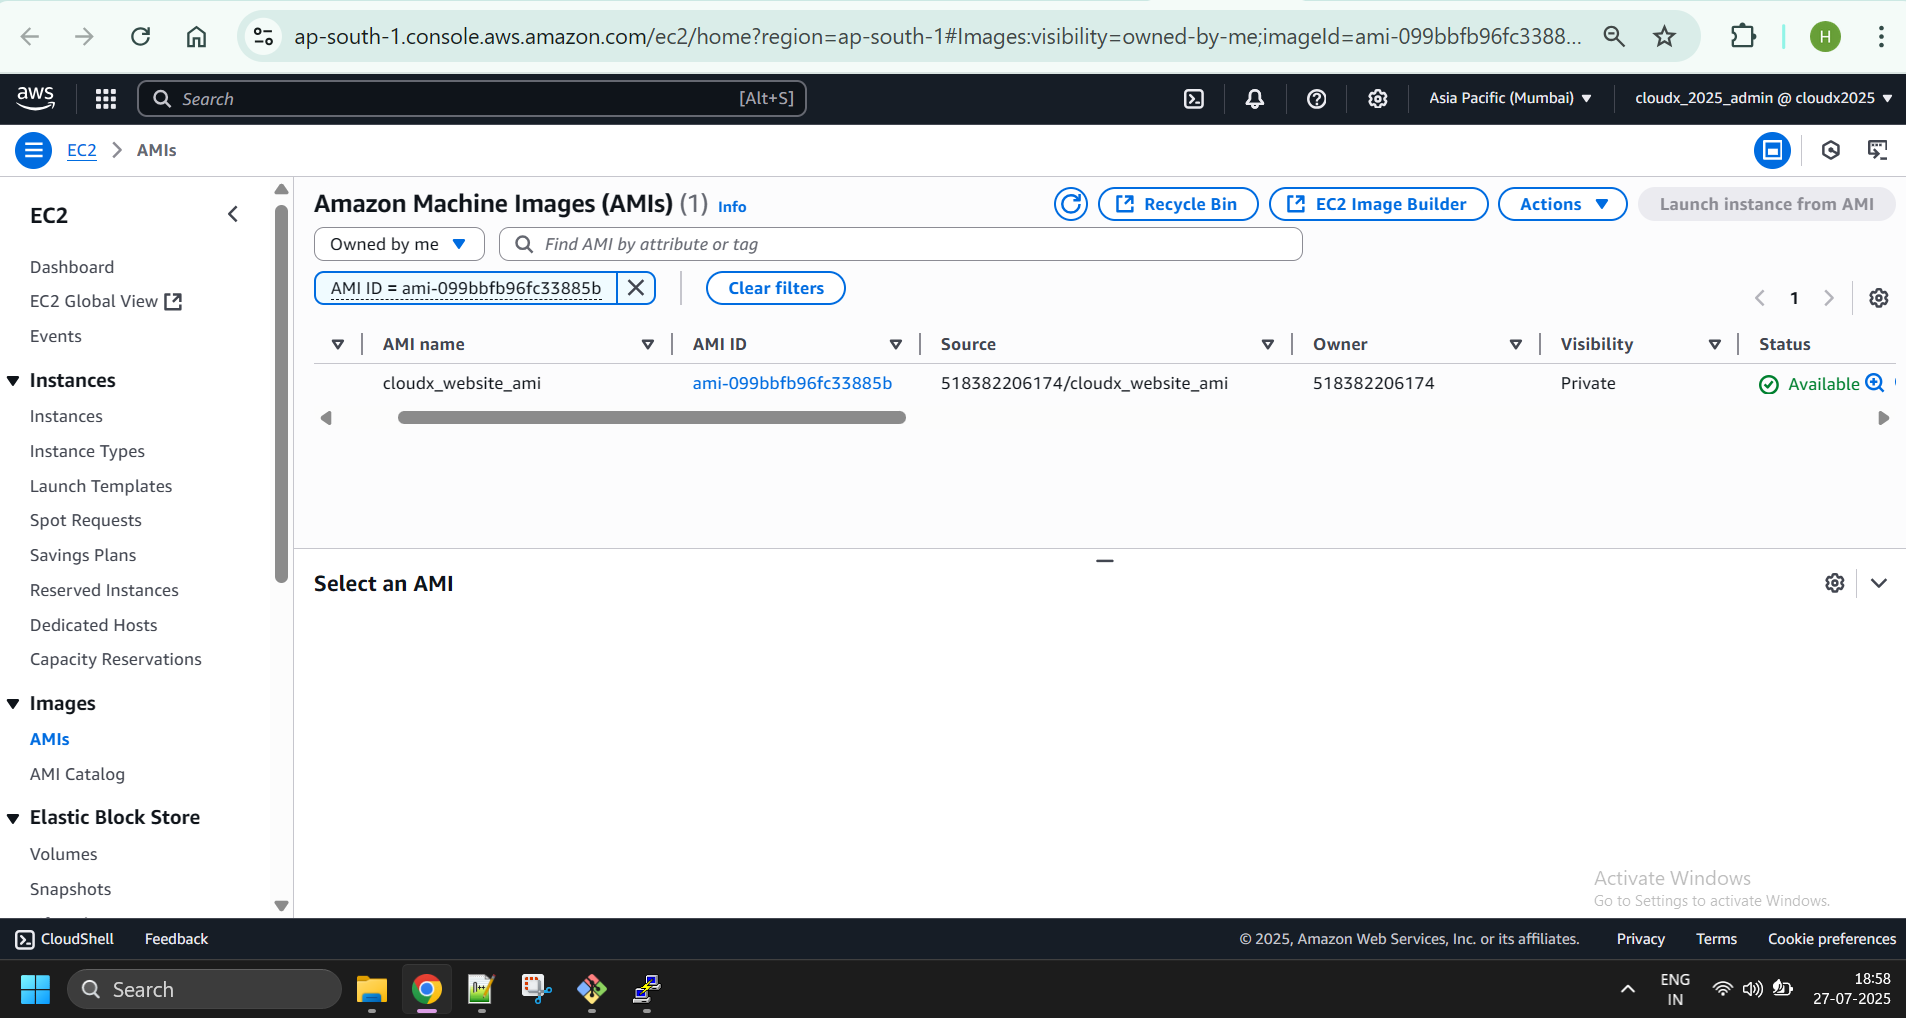 ap-south-1.console.aws.amazon.com/ec2/home?region=ap-south-1#Images:visibility=owned-by-me;imageId=ami-099bbfb96fc3388...
H
aws
Search
[Alt+S]
Asia Pacific (Mumbai)
cloudx_2025_admin @ cloudx2025
EC2
AMIs
EC2
Dashboard
EC2 Global View
Events
Instances
Instances
Instance Types
Launch Templates
Spot Requests
Savings Plans
Reserved Instances
Dedicated Hosts
Capacity Reservations
Images
AMIs
AMI Catalog
Elastic Block Store
Volumes
Snapshots
Amazon Machine Images (AMIs) (1) Info
Recycle Bin
EC2 Image Builder
Actions
Launch instance from AMI
Owned by me
Find AMI by attribute or tag
AMI ID = ami-099bbfb96fc33885b
Clear filters
1
AMI name AMI ID Source Owner Visibility Status
cloudx_website_ami ami-099bbfb96fc33885b 518382206174/cloudx_website_ami 518382206174 Private Available
Select an AMI
Activate Windows
Go to Settings to activate Windows.
CloudShell Feedback
© 2025, Amazon Web Services, Inc. or its affiliates. Privacy Terms Cookie preferences
Search
ENG
IN
18:58
27-07-2025